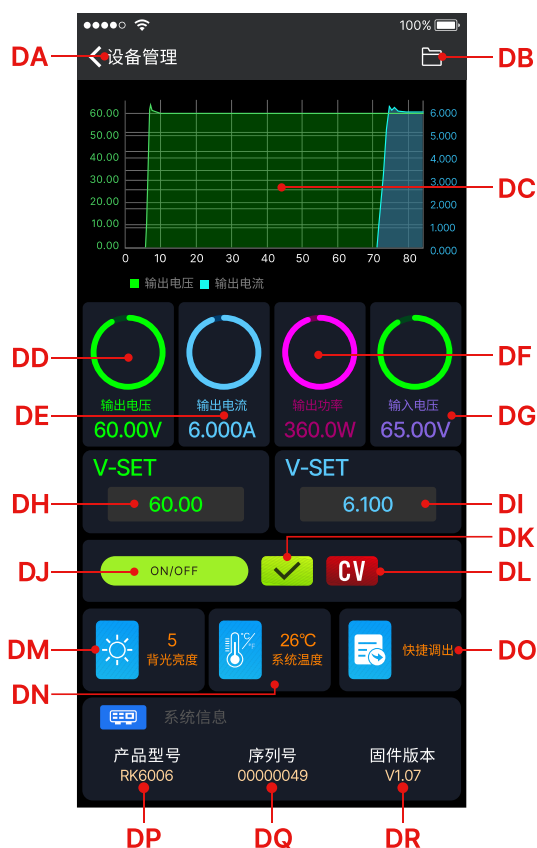 100%
DA 设备管理 DB
60.00 6.000
50.00 5.000
40.00 4.000
30.00 3.000 DC
20.00 2.000
10.00 1.000
0.00 0.000
0 10 20 30 40 50 60 70 80
输出电压 输出电流
DD DF
输出电压 输出电流 输出功率 输入电压
DE DG
60.00V 6.000A 360.0W 65.00V
V-SET V-SET
DH 60.00 6.100 DI
DK
DJ ON/OFF CV DL
5 26℃
℃/°F
DM 背光亮度 系统温度 快捷调出 DO
DN
系统信息
产品型号 序列号 固件版本
RK6006 00000049 V1.07
DP DQ DR